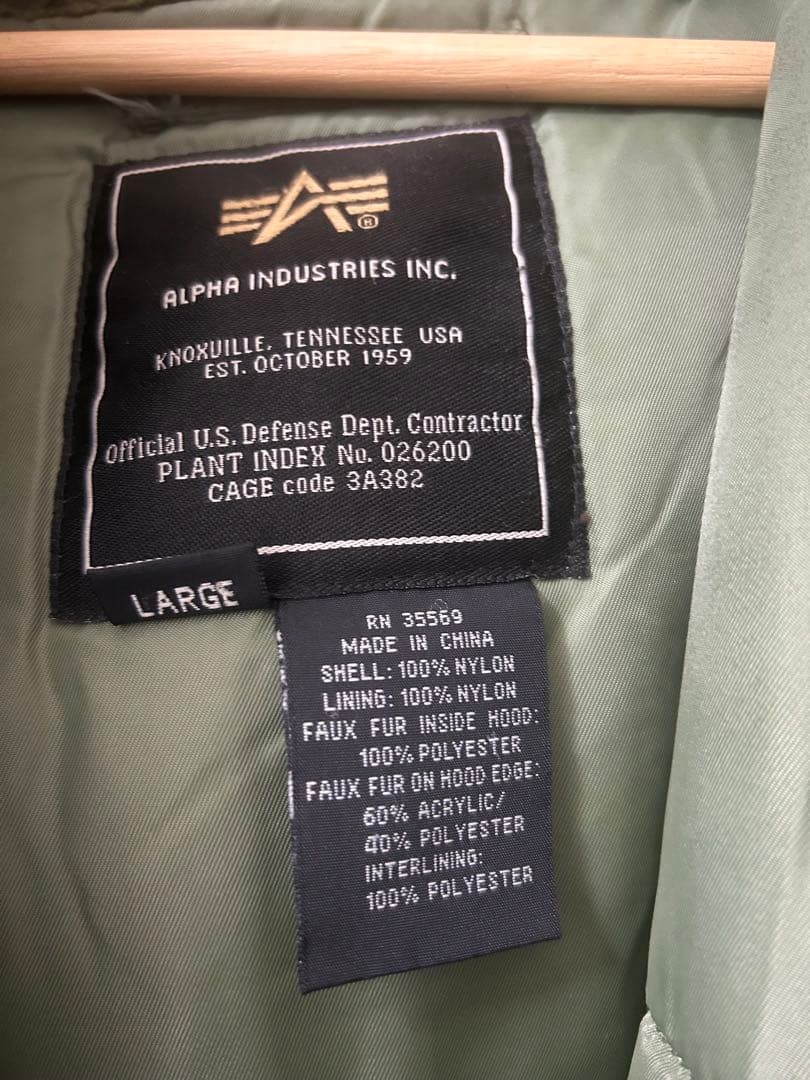 ®
ALPHA INDUSTRIES INC.
KNOXVILLE, TENNESSEE USA
EST. OCTOBER 1959
Official U.S. Defense Dept. Contractor
PLANT INDEX No. 026200
CAGE code 3A382
LARGE
RN 35569
MADE IN CHINA
SHELL: 100% NYLON
LINING: 100% NYLON
FAUX FUR INSIDE HOOD:
100% POLYESTER
FAUX FUR ON HOOD EDGE:
60% ACRYLIC/
40% POLYESTER
INTERLINING:
100% POLYESTER